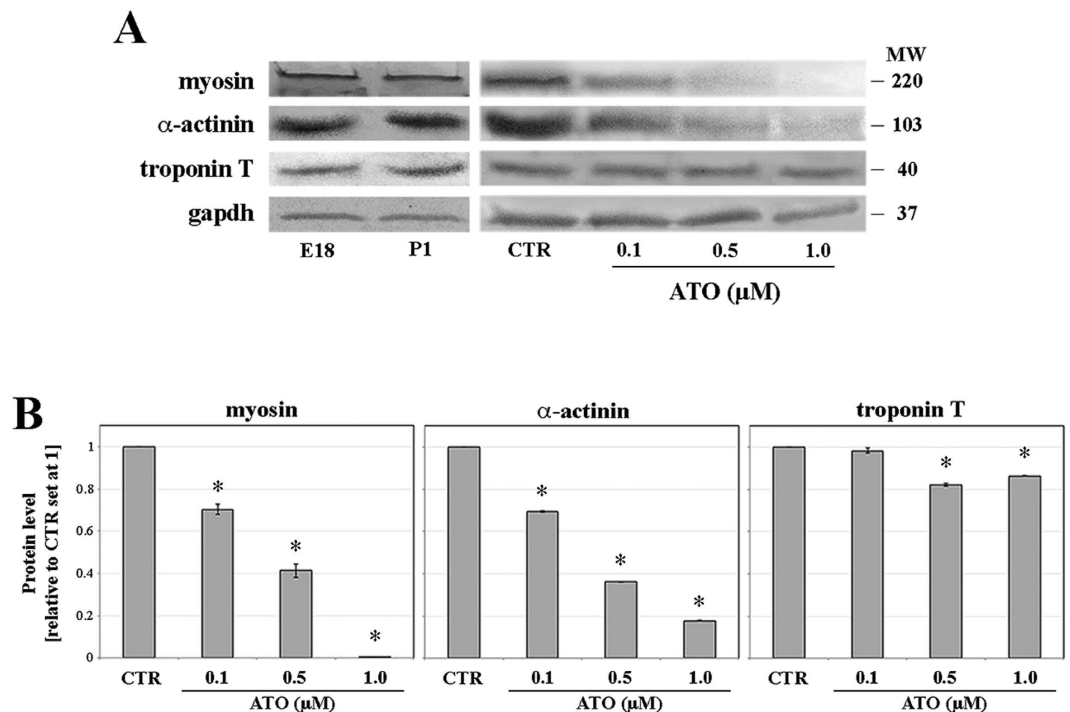 A
MW
myosin – 220
α-actinin – 103
troponin T – 40
gapdh – 37
E18 P1 CTR 0.1 0.5 1.0
ATO (μM)
B
myosin α-actinin troponin T
Protein level
[relative to CTR set at 1]
1
0.8
0.6
0.4
0.2
0
* * *
* * *
* *
CTR 0.1 0.5 1.0 CTR 0.1 0.5 1.0 CTR 0.1 0.5 1.0
ATO (μM) ATO (μM) ATO (μM)